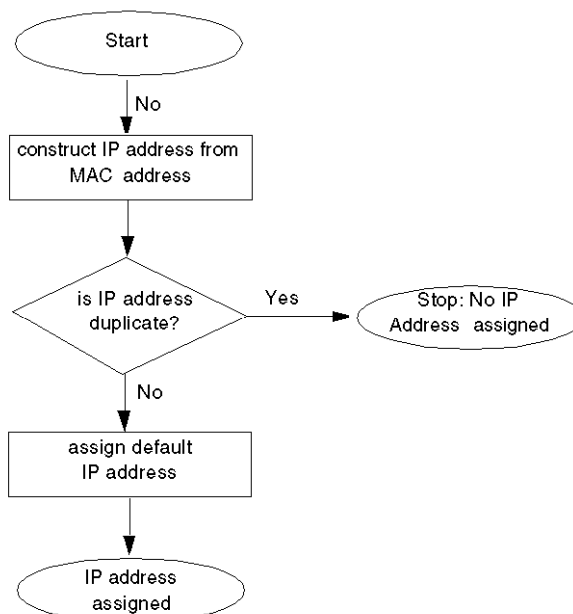 Start
No
construct IP address from
MAC address
is IP address
duplicate?
Yes
Stop: No IP
Address assigned
No
assign default
IP address
IP address
assigned